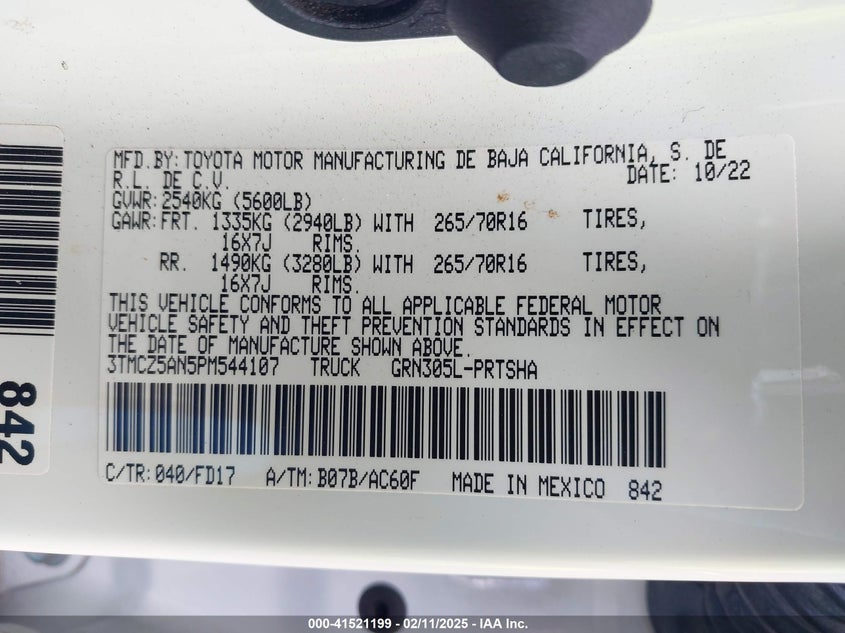 MFD.BY: TOYOTA MOTOR MANUFACTURING DE BAJA CALIFORNIA, S. DE
R.L. DE C.V. DATE: 10/22
GVWR: 2540KG (5600LB)
GAWR: FRT. 1335KG (2940LB) WITH 265/70R16 TIRES,
16X7J RIMS.
RR. 1490KG (3280LB) WITH 265/70R16 TIRES,
16X7J RIMS.
THIS VEHICLE CONFORMS TO ALL APPLICABLE FEDERAL MOTOR
VEHICLE SAFETY AND THEFT PREVENTION STANDARDS IN EFFECT ON
THE DATE OF MANUFACTURE SHOWN ABOVE.
3TMCZ5AN5PM544107 TRUCK GRN305L-PRTSHA
C/TR: 040/FD17 A/TM: B07B/AC60F MADE IN MEXICO 842
842
000-41521199 - 02/11/2025 - IAA Inc.